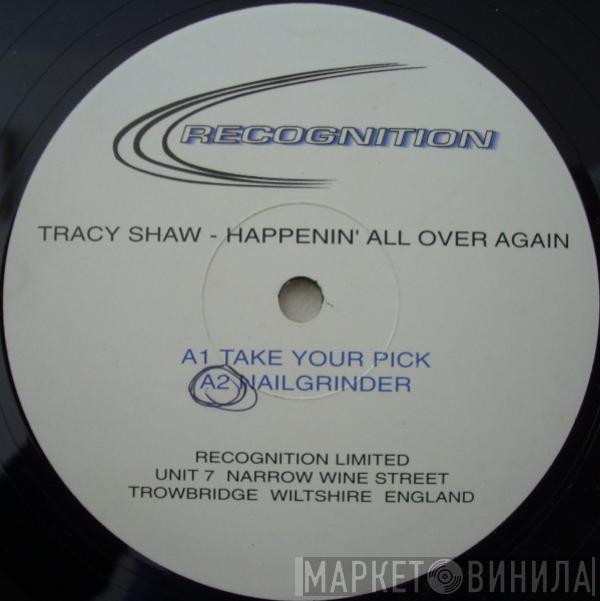 RECOGNITION
TRACY SHAW - HAPPENIN' ALL OVER AGAIN
A1 TAKE YOUR PICK
A2 NAILGRINDER
RECOGNITION LIMITED
UNIT 7 NARROW WINE STREET
TROWBRIDGE WILTSHIRE ENGLAND
МАРКЕТ ВИНИЛА